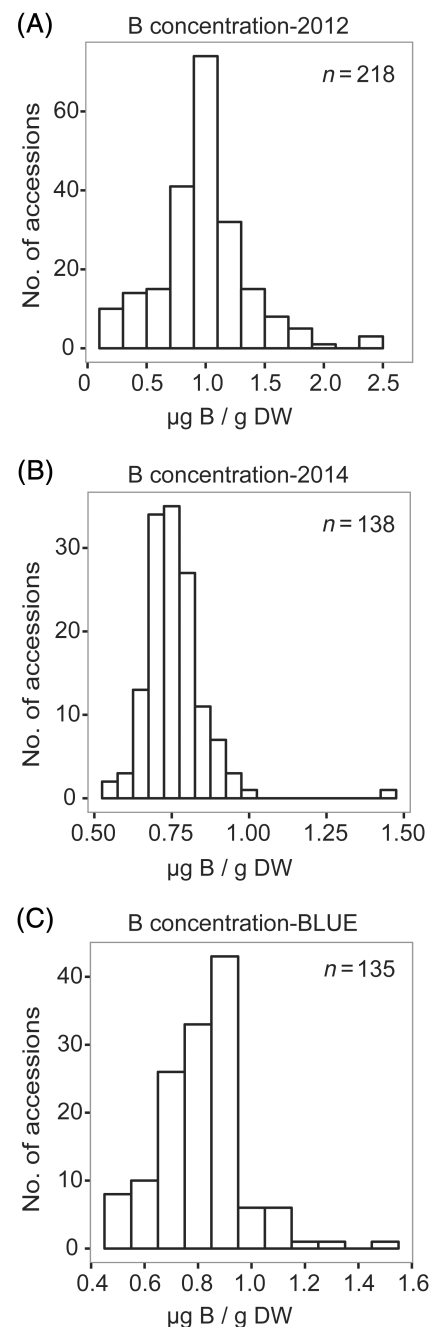 (A)
B concentration-2012
n = 218
No. of accessions
60
40
20
0
0 0.5 1.0 1.5 2.0 2.5
µg B / g DW
(B)
B concentration-2014
n = 138
No. of accessions
30
20
10
0
0.50 0.75 1.00 1.25 1.50
µg B / g DW
(C)
B concentration-BLUE
n = 135
No. of accessions
40
30
20
10
0
0.4 0.6 0.8 1.0 1.2 1.4 1.6
µg B / g DW